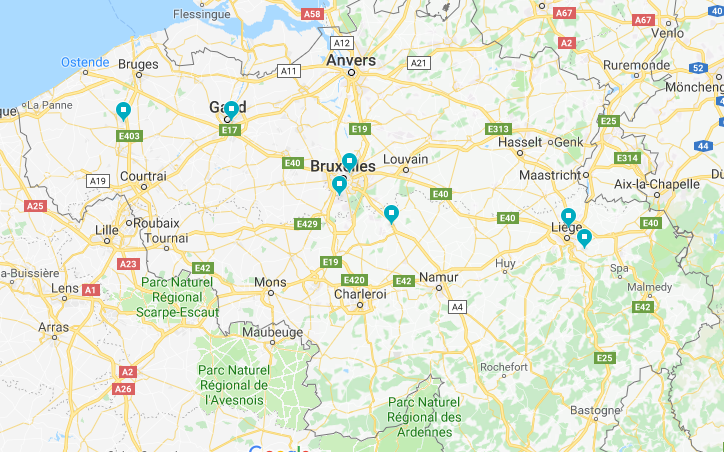 Flessingue
A58
A67
A67
40
Venlo
A12
Anvers
A21
A2
Ostende
Bruges
A11
Ruremonde
52
Mönchen
La Panne
Gand
E403
E17
E19
E313
E25
Hasselt
Genk
44
Bruxelles
Louvain
E40
E314
Maastricht
A19
Courtrai
E40
Aix-la-Chapelle
A25
Roubaix
Lille
Tournai
E429
E40
Liège
E40
A23
E42
E19
Huy
Spa
a-Buissière
Lens
A1
Parc Naturel
Régional
Scarpe-Escaut
Mons
E420
E42
Namur
Malmedy
Charleroi
A4
E42
Arras
Maubeuge
E25
A2
A26
Parc Naturel
Régional de
l'Avesnois
Rochefort
Parc Naturel
Régional des
Ardennes
Bastogne